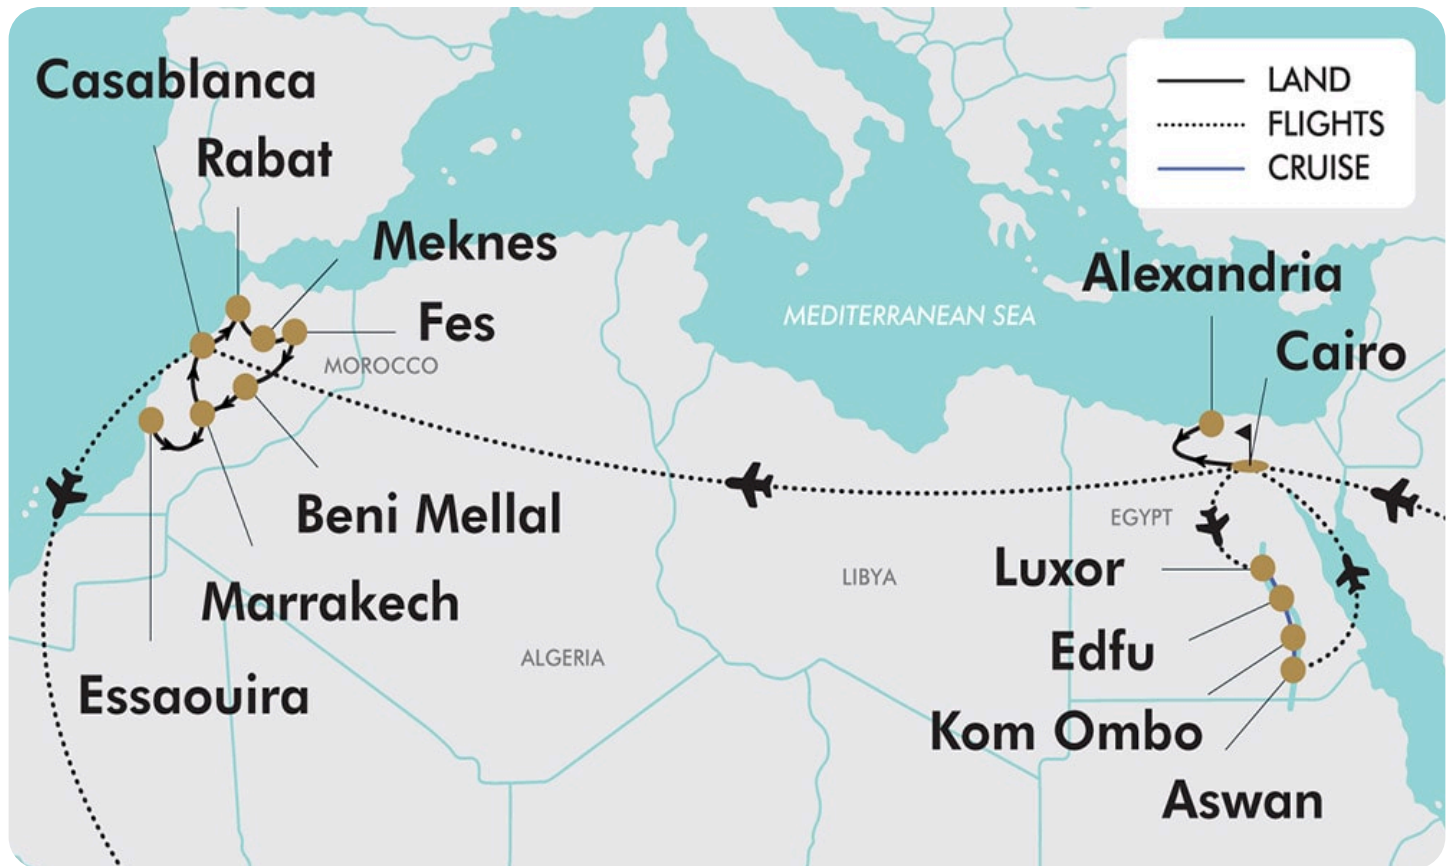 Casablanca
Rabat
Meknes
Fes
MOROCCO
Beni Mellal
Marrakech
Essaouira
ALGERIA
LIBYA
MEDITERRANEAN SEA
LAND
FLIGHTS
CRUISE
Alexandria
Cairo
EGYPT
Luxor
Edfu
Kom Ombo
Aswan